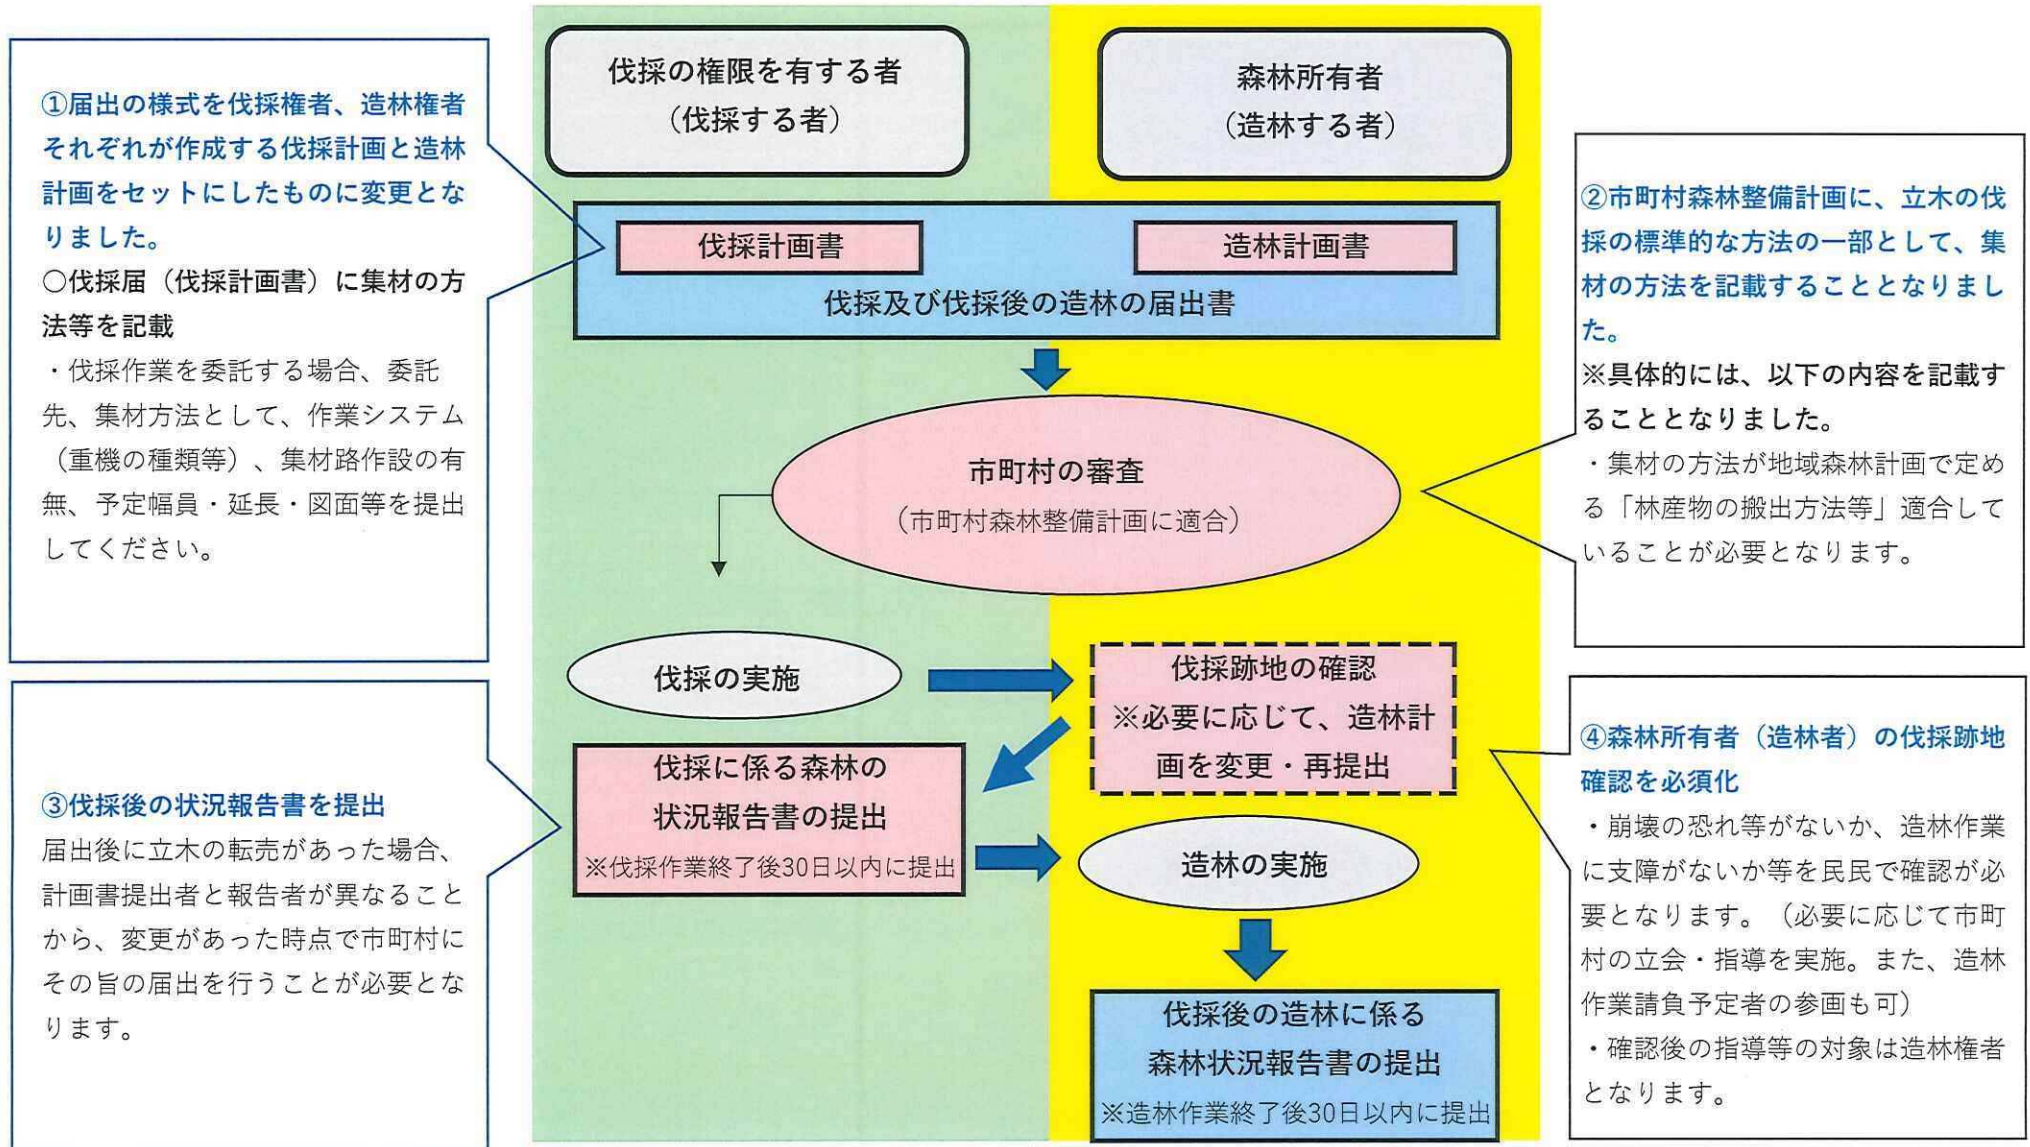 ①届出の様式を伐採権者、造林権者
それぞれが作成する伐採計画と造林
計画をセットにしたものに変更とな
りました。
○伐採届（伐採計画書）に集材の方
法等を記載
・伐採作業を委託する場合、委託
先、集材方法として、作業システム
（重機の種類等）、集材路作設の有
無、予定幅員・延長・図面等を提出
してください。
③伐採後の状況報告書を提出
届出後に立木の転売があった場合、
計画書提出者と報告者が異なること
から、変更があった時点で市町村に
その旨の届出を行うことが必要とな
ります。
伐採の権限を有する者
（伐採する者）
森林所有者
（造林する者）
伐採計画書
造林計画書
伐採及び伐採後の造林の届出書
市町村の審査
（市町村森林整備計画に適合）
伐採の実施
伐採跡地の確認
※必要に応じて、造林計
画を変更・再提出
伐採に係る森林の
状況報告書の提出
※伐採作業終了後30日以内に提出
造林の実施
伐採後の造林に係る
森林状況報告書の提出
※造林作業終了後30日以内に提出
②市町村森林整備計画に、立木の伐
採の標準的な方法の一部として、集
材の方法を記載することとなりまし
た。
※具体的には、以下の内容を記載す
ることとなりました。
・集材の方法が地域森林計画で定め
る「林産物の搬出方法等」適合して
いることが必要となります。
④森林所有者（造林者）の伐採跡地
確認を必須化
・崩壊の恐れ等がないか、造林作業
に支障がないか等を民民で確認が必
要となります。（必要に応じて市町
村の立会・指導を実施。また、造林
作業請負予定者の参画も可）
・確認後の指導等の対象は造林権者
となります。